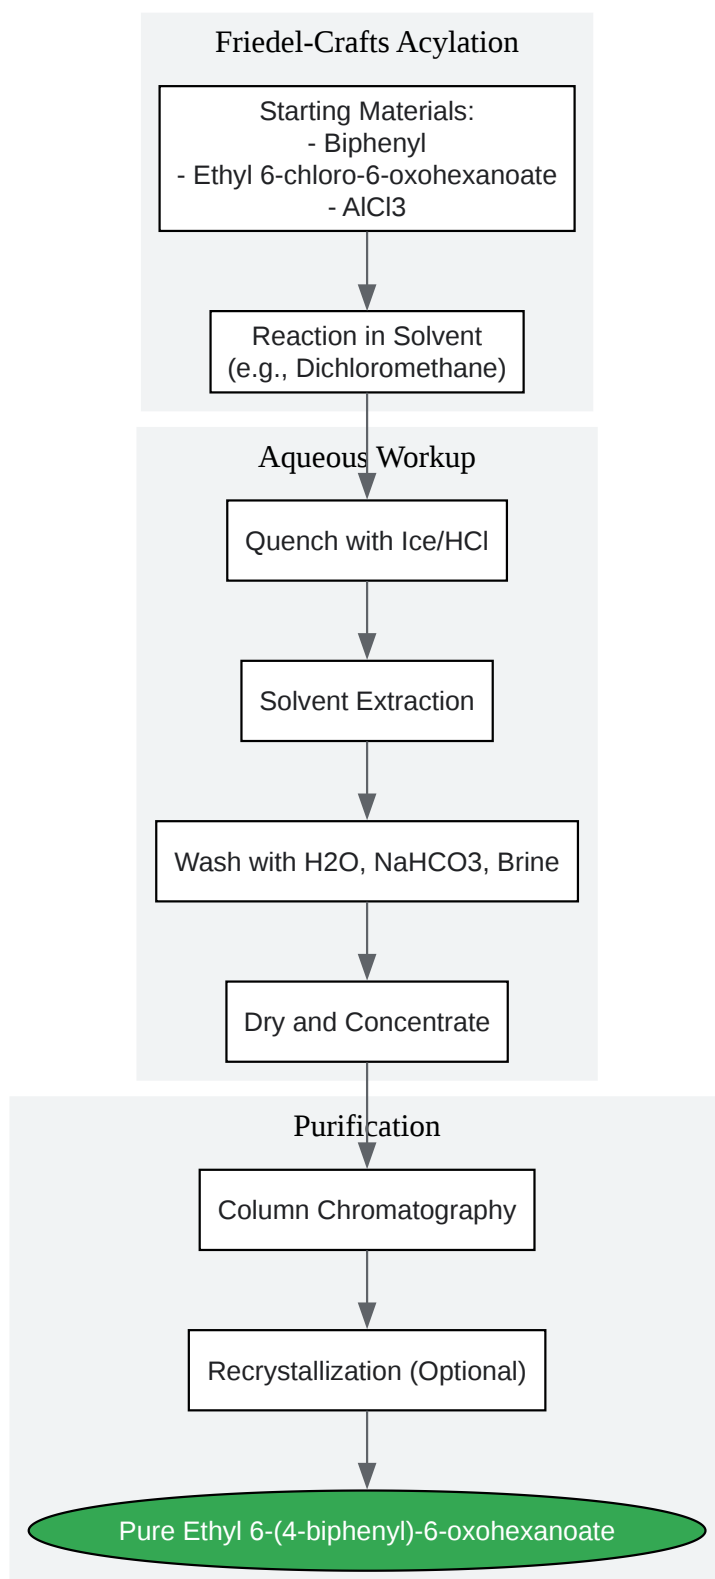 Friedel-Crafts Acylation
Starting Materials:
- Biphenyl
- Ethyl 6-chloro-6-oxohexanoate
- AlCl3
Reaction in Solvent
(e.g., Dichloromethane)
Aqueous Workup
Quench with Ice/HCl
Solvent Extraction
Wash with H2O, NaHCO3, Brine
Dry and Concentrate
Purification
Column Chromatography
Recrystallization (Optional)
Pure Ethyl 6-(4-biphenyl)-6-oxohexanoate